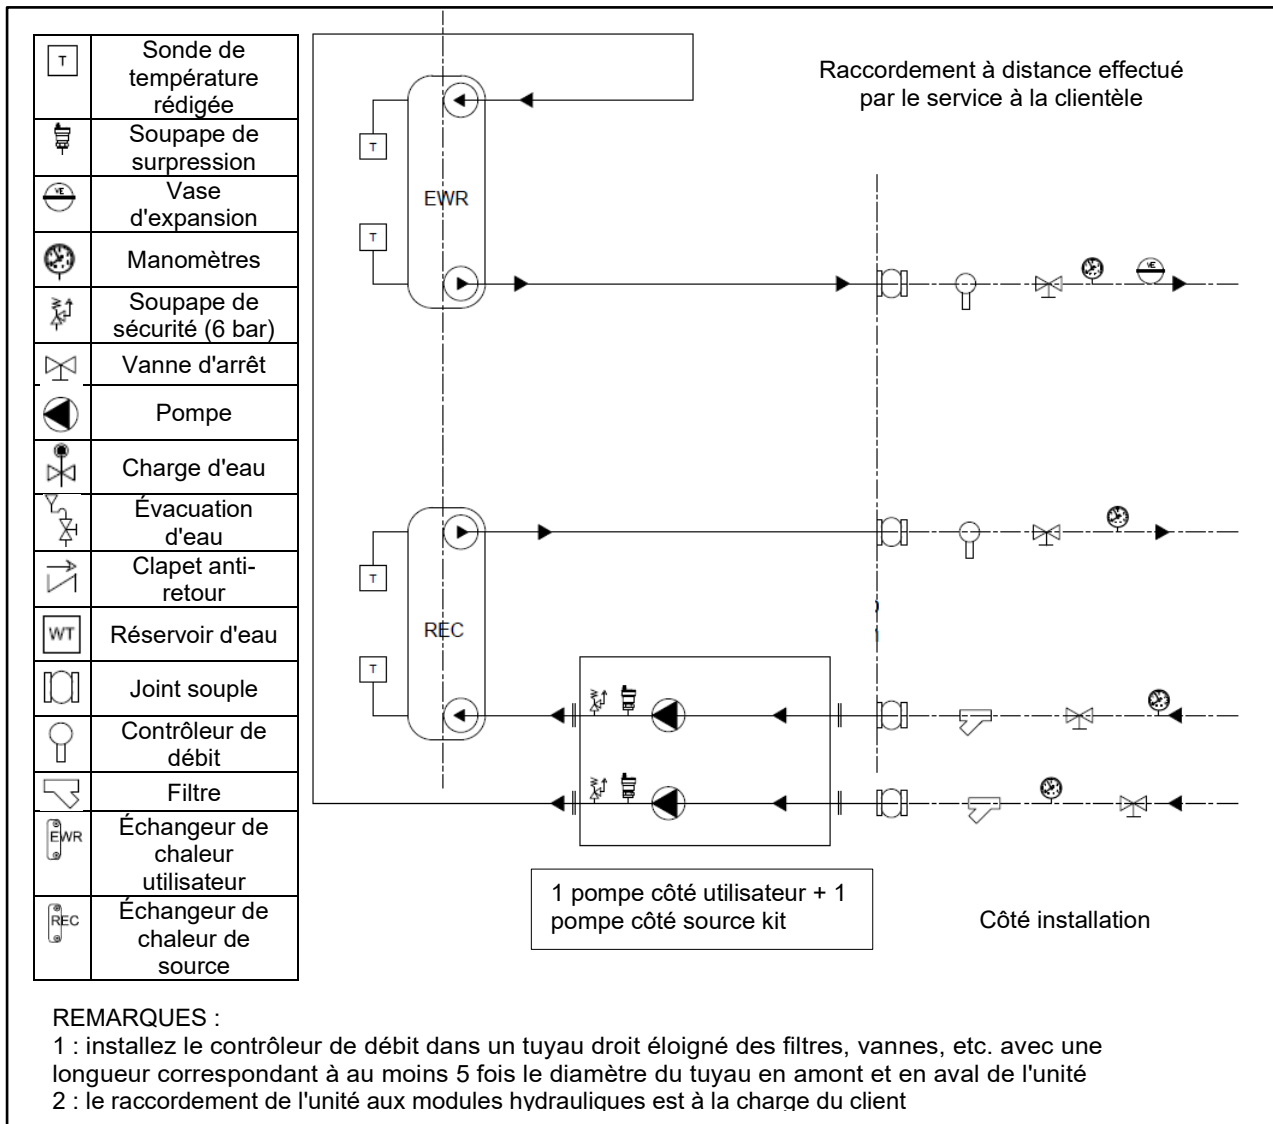 T
Sonde de
température
rédigée
Soupape de
surpression
VE
Vase
d'expansion
Manomètres
Soupape de
sécurité (6 bar)
Vanne d'arrêt
Pompe
Charge d'eau
Évacuation
d'eau
Clapet anti-
retour
WT
Réservoir d'eau
Joint souple
Contrôleur de
débit
Filtre
EWR
Échangeur de
chaleur
utilisateur
REC
Échangeur de
chaleur de
source
Raccordement à distance effectué
par le service à la clientèle
T
EWR
T
VE
T
REC
T
1 pompe côté utilisateur + 1
pompe côté source kit
Côté installation
REMARQUES :
1 : installez le contrôleur de débit dans un tuyau droit éloigné des filtres, vannes, etc. avec une
longueur correspondant à au moins 5 fois le diamètre du tuyau en amont et en aval de l'unité
2 : le raccordement de l'unité aux modules hydrauliques est à la charge du client